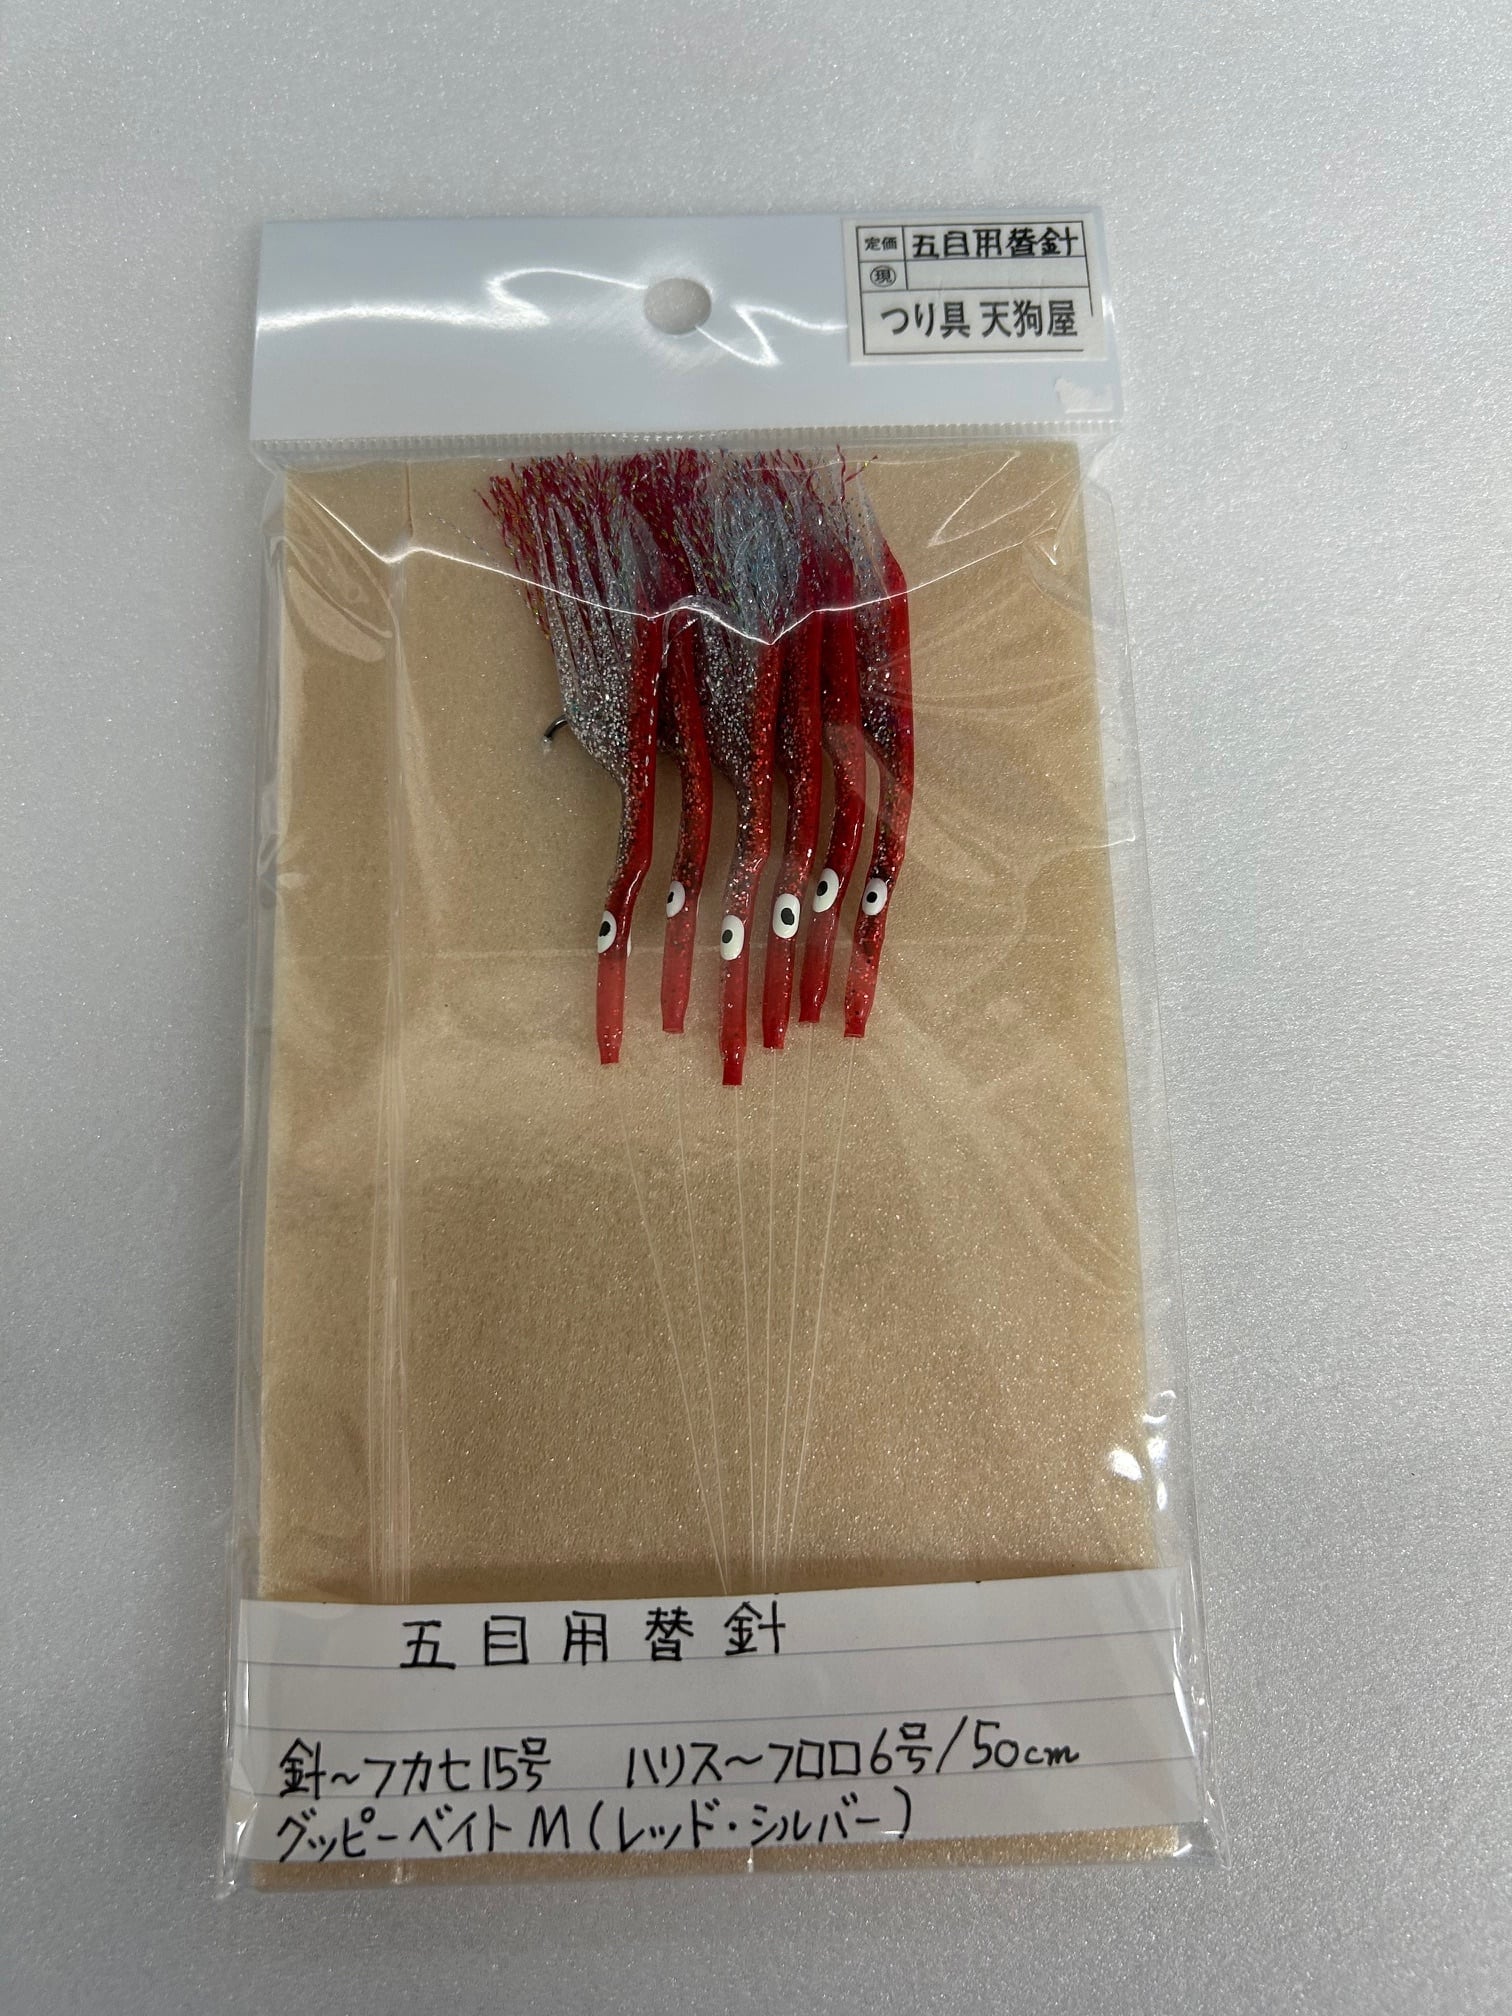 定価 五目用替針
現
つり具 天狗屋
五目用替針
針~フカセ15号 ハリス~フロロ6号/50cm
グッピーベイトM(レッド・シルバー)